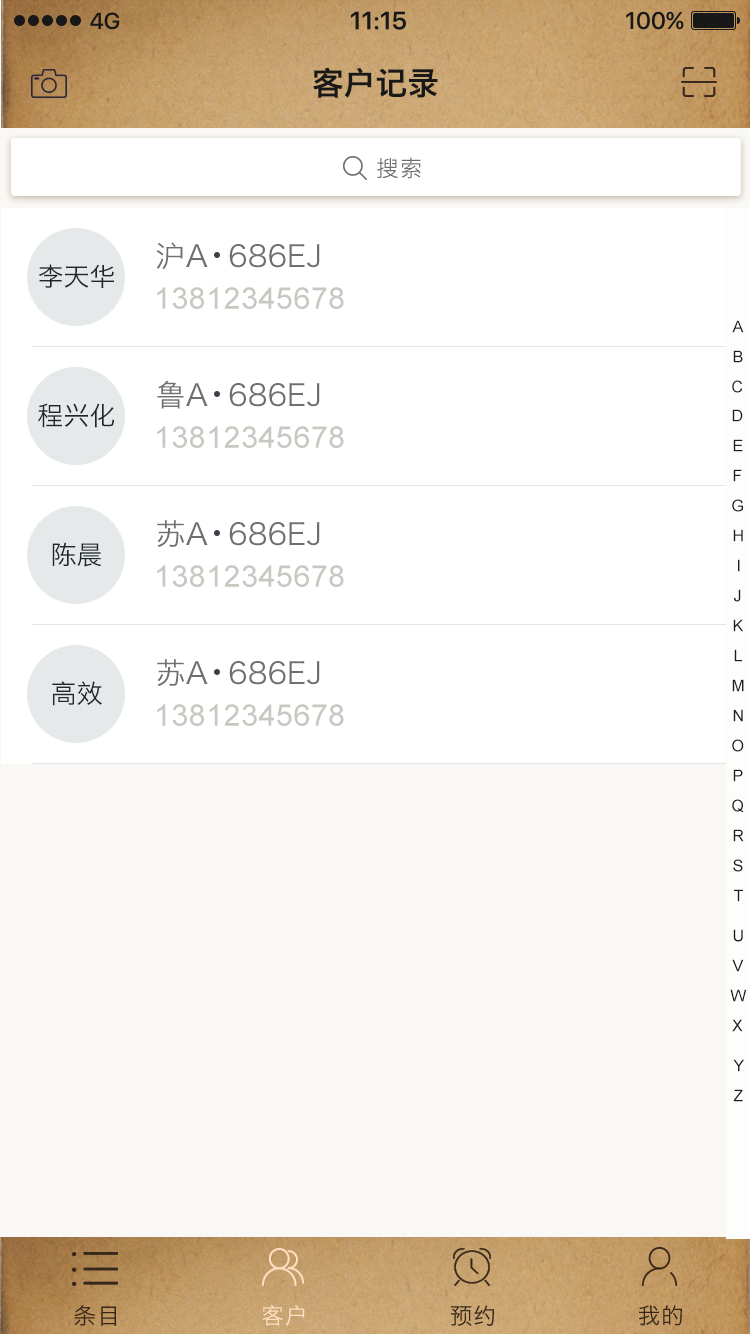 4G 11:15 100%
客户记录
搜索
李天华
沪A·686EJ
13812345678
程兴化
鲁A·686EJ
13812345678
陈晨
苏A·686EJ
13812345678
高效
苏A·686EJ
13812345678
A
B
C
D
E
F
G
H
I
J
K
L
M
N
O
P
Q
R
S
T
U
V
W
X
Y
Z
条目 客户 预约 我的